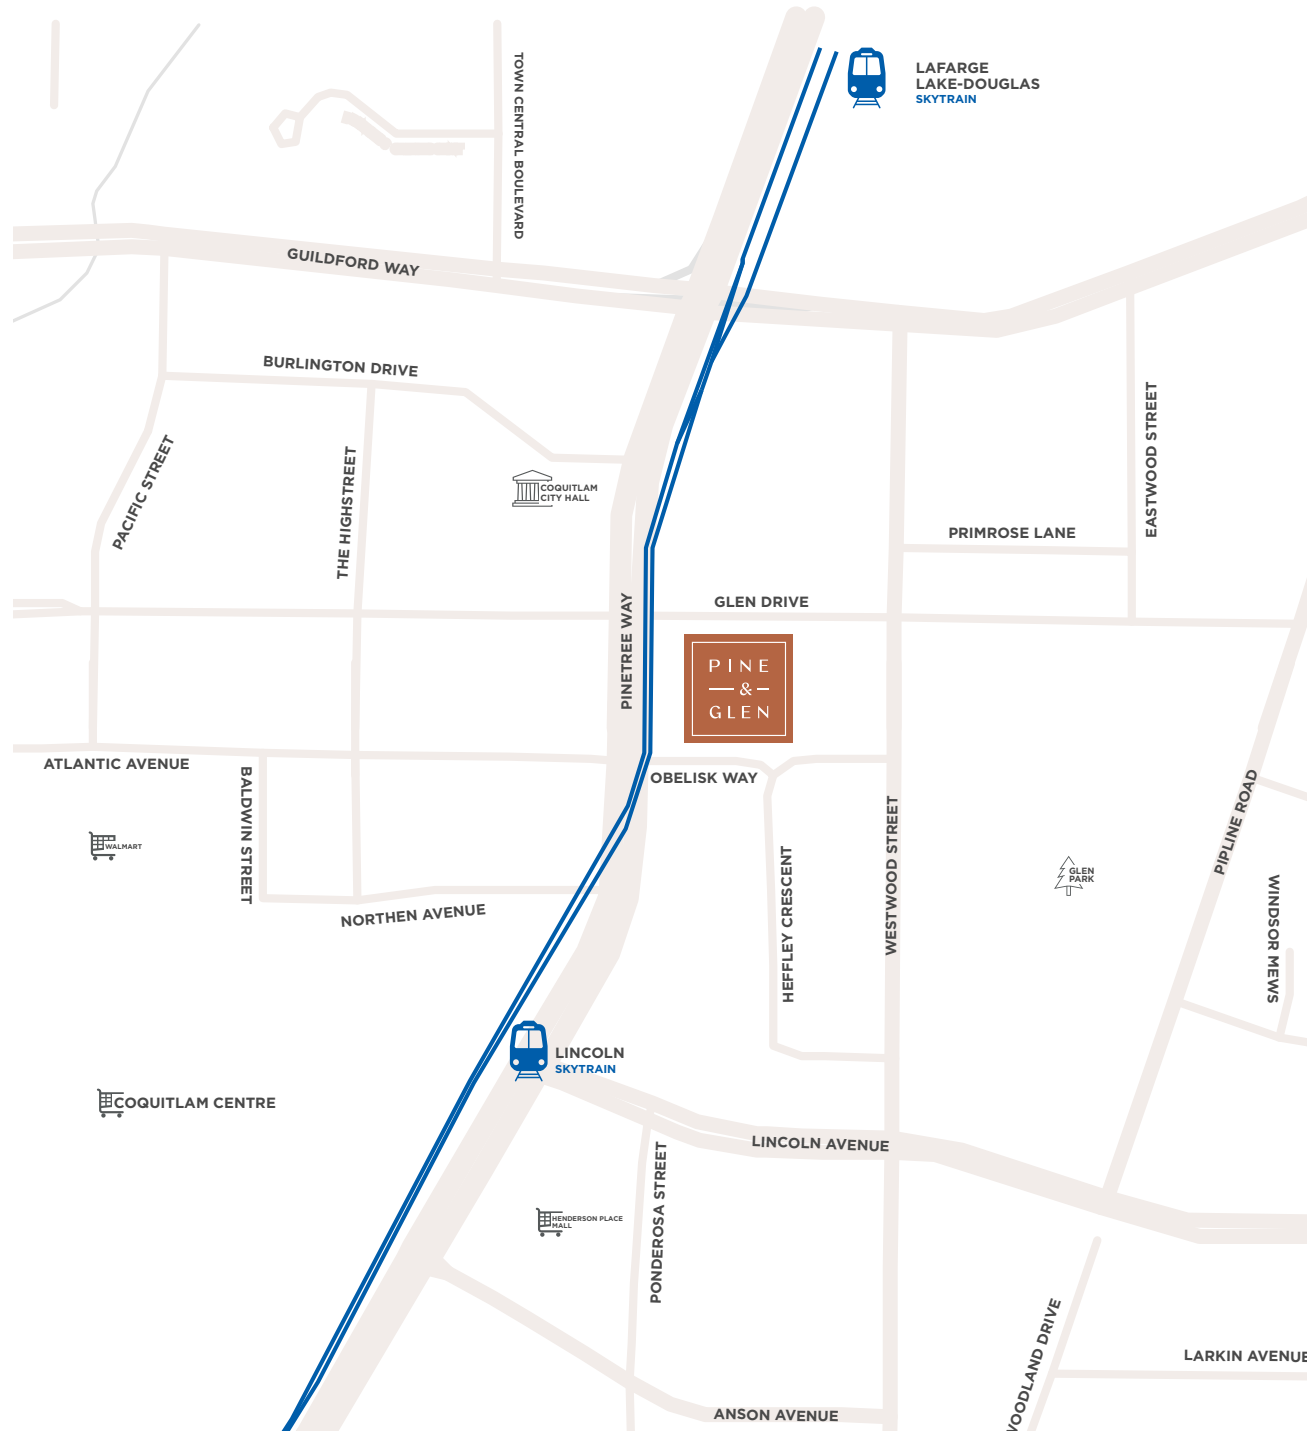 LAFARGE
LAKE-DOUGLAS
SKYTRAIN
TOWN CENTRAL BOULEVARD
GUILDFORD WAY
BURLINGTON DRIVE
PACIFIC STREET
THE HIGHSTREET
COQUITLAM
CITY HALL
EASTWOOD STREET
PRIMROSE LANE
GLEN DRIVE
PINETREE WAY
PINE
&
GLEN
ATLANTIC AVENUE
OBELISK WAY
BALDWIN STREET
WALMART
HEFFLEY CRESCENT
WESTWOOD STREET
PIPLINE ROAD
GLEN
PARK
WINDSOR MEWS
NORTHEN AVENUE
LINCOLN
SKYTRAIN
COQUITLAM CENTRE
LINCOLN AVENUE
PONDEROSA STREET
HENDERSON PLACE
MALL
WOODLAND DRIVE
LARKIN AVENUE
ANSON AVENUE